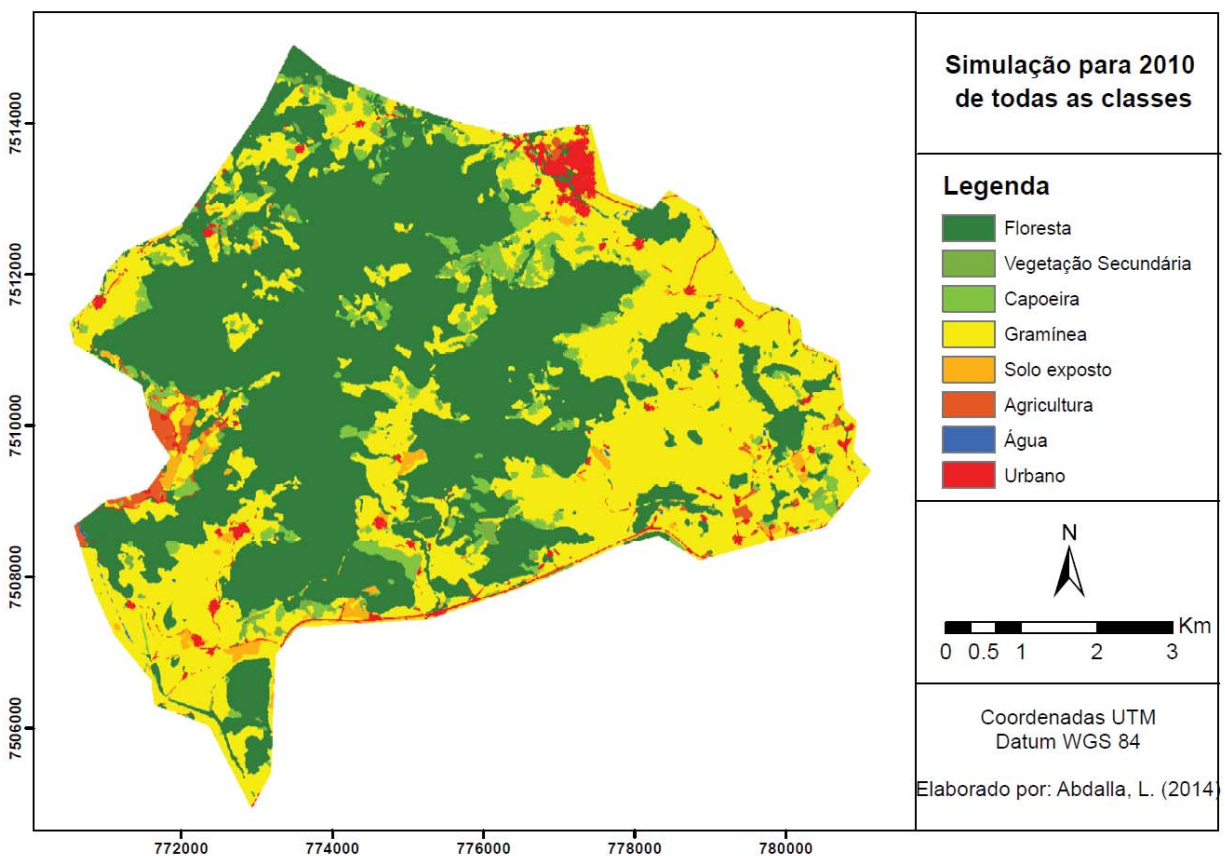 Simulação para 2010
de todas as classes
Legenda
Floresta
Vegetação Secundária
Capoeira
Gramínea
Solo exposto
Agricultura
Água
Urbano
N
Km
0 0.5 1 2 3
Coordenadas UTM
Datum WGS 84
Elaborado por: Abdalla, L. (2014)
7514000
7512000
7510000
7508000
7506000
772000 774000 776000 778000 780000